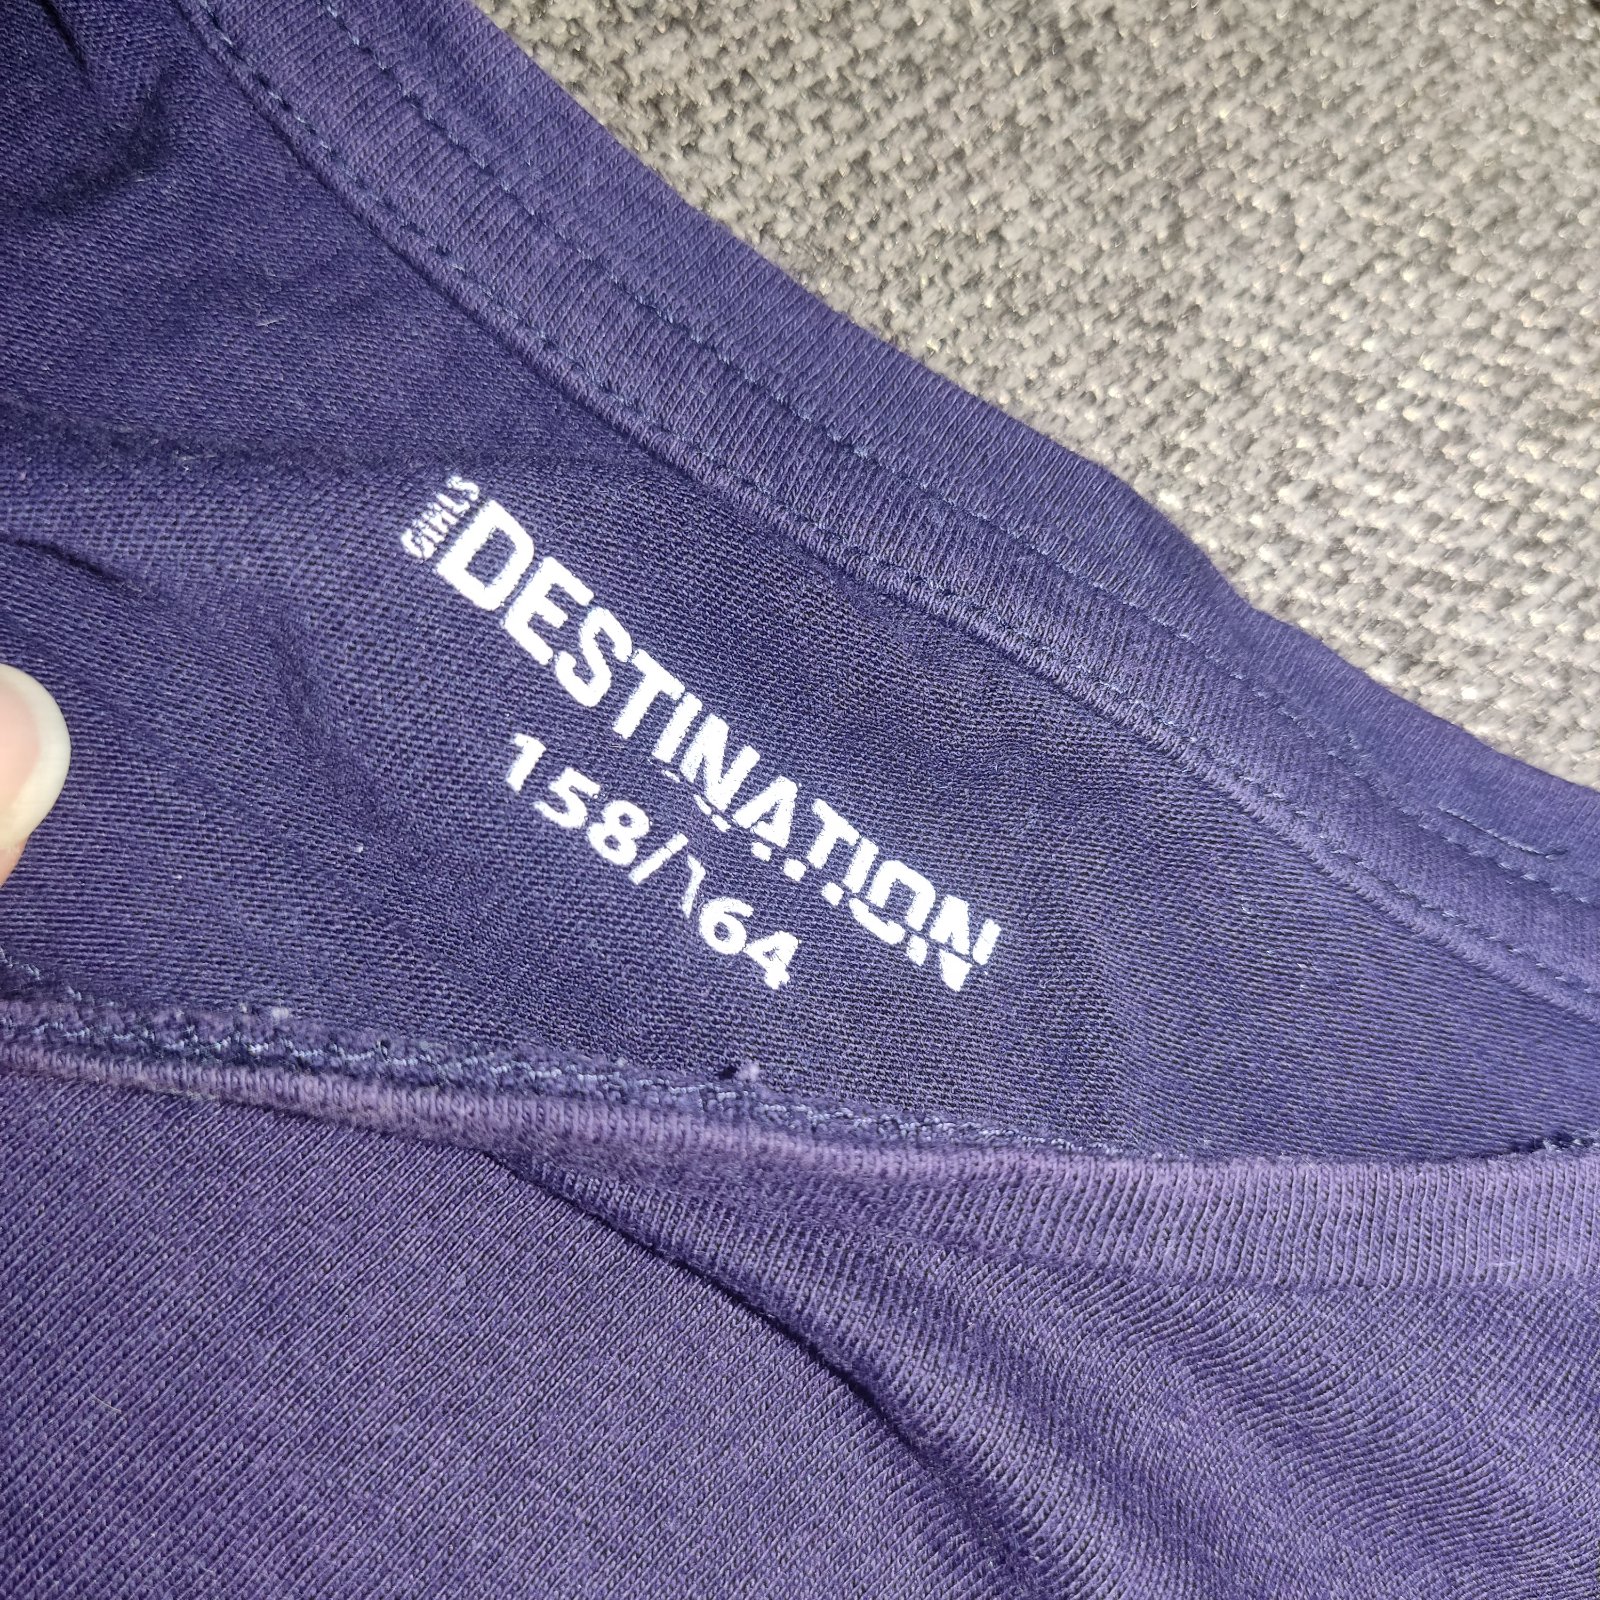 GIRLS
DESTINATION
158/164